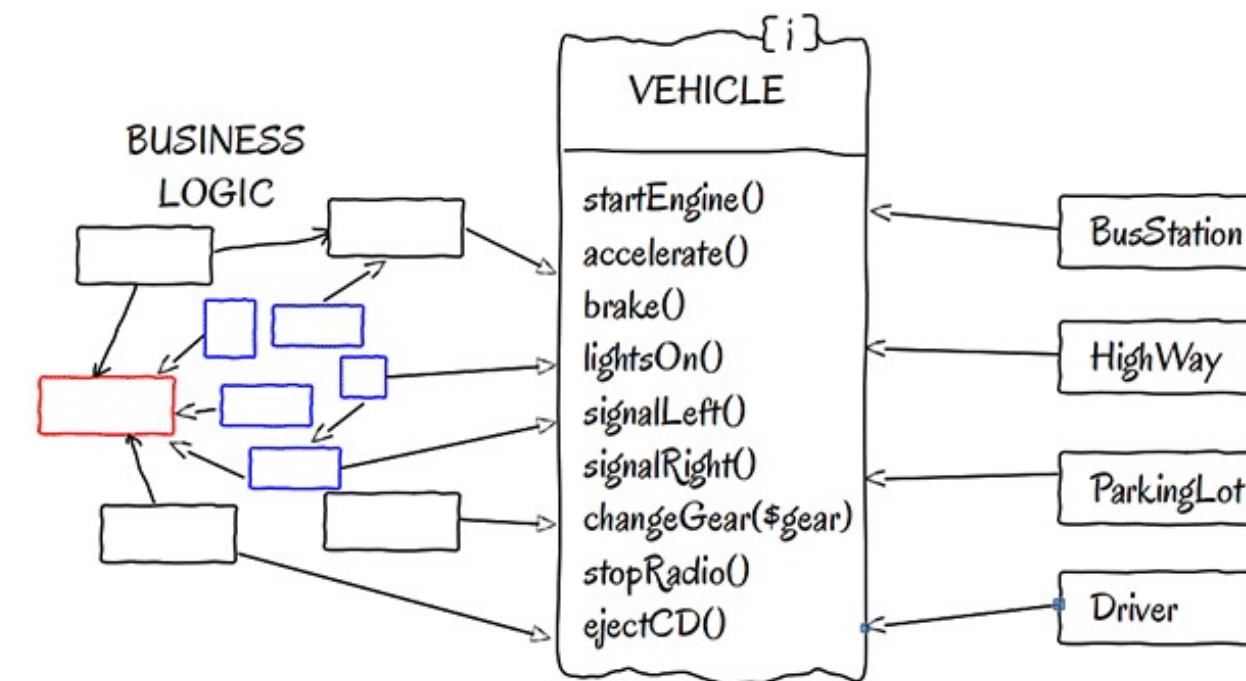 [i]
VEHICLE
BUSINESS
LOGIC
startEngine()
accelerate()
brake()
lightsOn()
signalLeft()
signalRight()
changeGear($gear)
stopRadio()
ejectCD()
BusStation
HighWay
ParkingLot
Driver